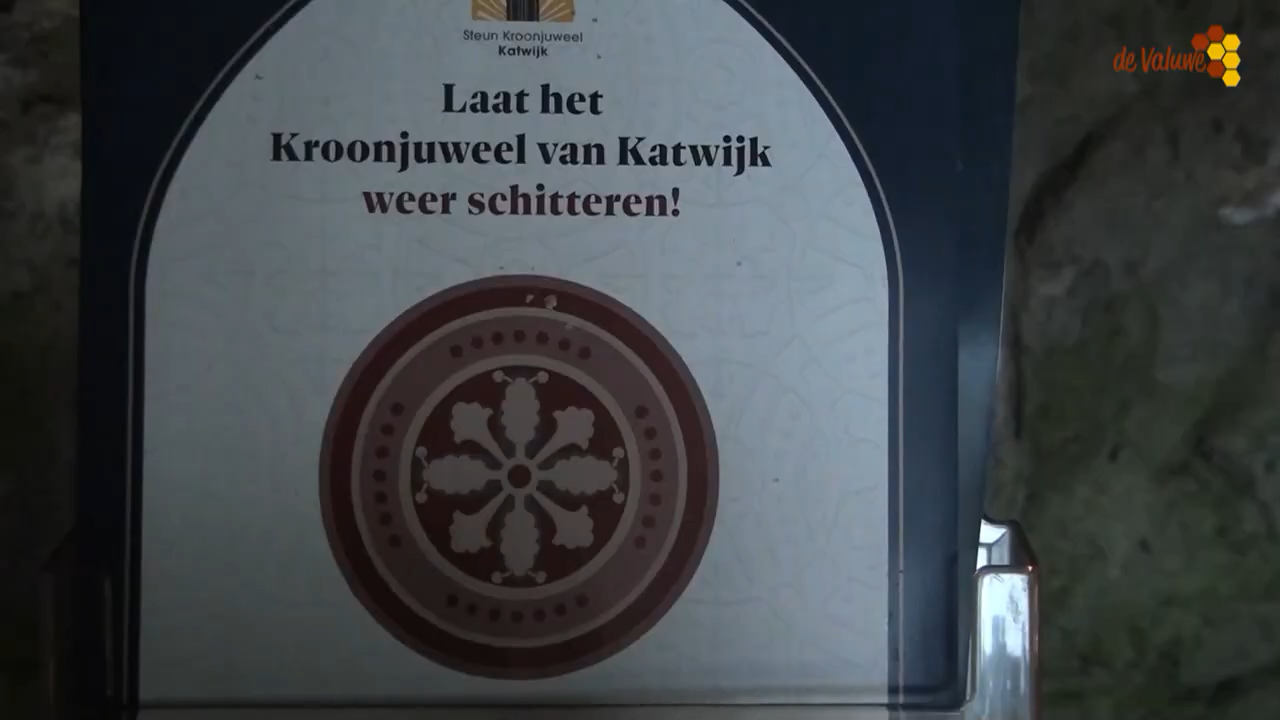 de Valuwe
Steun Kroonjuweel
Katwijk
Laat het
Kroonjuweel van Katwijk
weer schitteren!